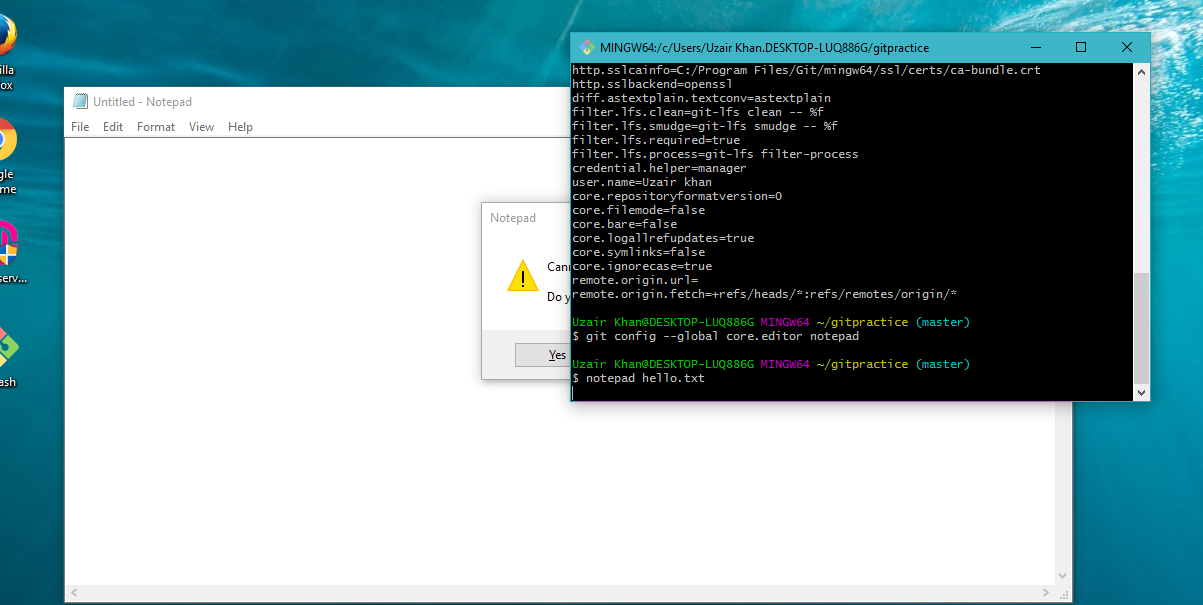 lla
ox
gle
me
serv...
ash
Untitled - Notepad
File Edit Format View Help
Notepad
Yes
MINGW64:/c/Users/Uzair Khan.DESKTOP-LUQ886G/gitpractice
http.sslcainfo=C:/Program Files/Git/mingw64/ssl/certs/ca-bundle.crt
http.sslbackend=openssl
diff.astextplain.textconv=astextplain
filter.lfs.clean=git-lfs clean -- %f
filter.lfs.smudge=git-lfs smudge -- %f
filter.lfs.required=true
filter.lfs.process=git-lfs filter-process
credential.helper=manager
user.name=Uzair khan
core.repositoryformatversion=0
core.filemode=false
core.bare=false
core.logallrefupdates=true
core.symlinks=false
core.ignorecase=true
remote.origin.url=
remote.origin.fetch=+refs/heads/*:refs/remotes/origin/*
Uzair Khan@DESKTOP-LUQ886G MINGW64 ~/gitpractice (master)
$ git config --global core.editor notepad
Uzair Khan@DESKTOP-LUQ886G MINGW64 ~/gitpractice (master)
$ notepad hello.txt